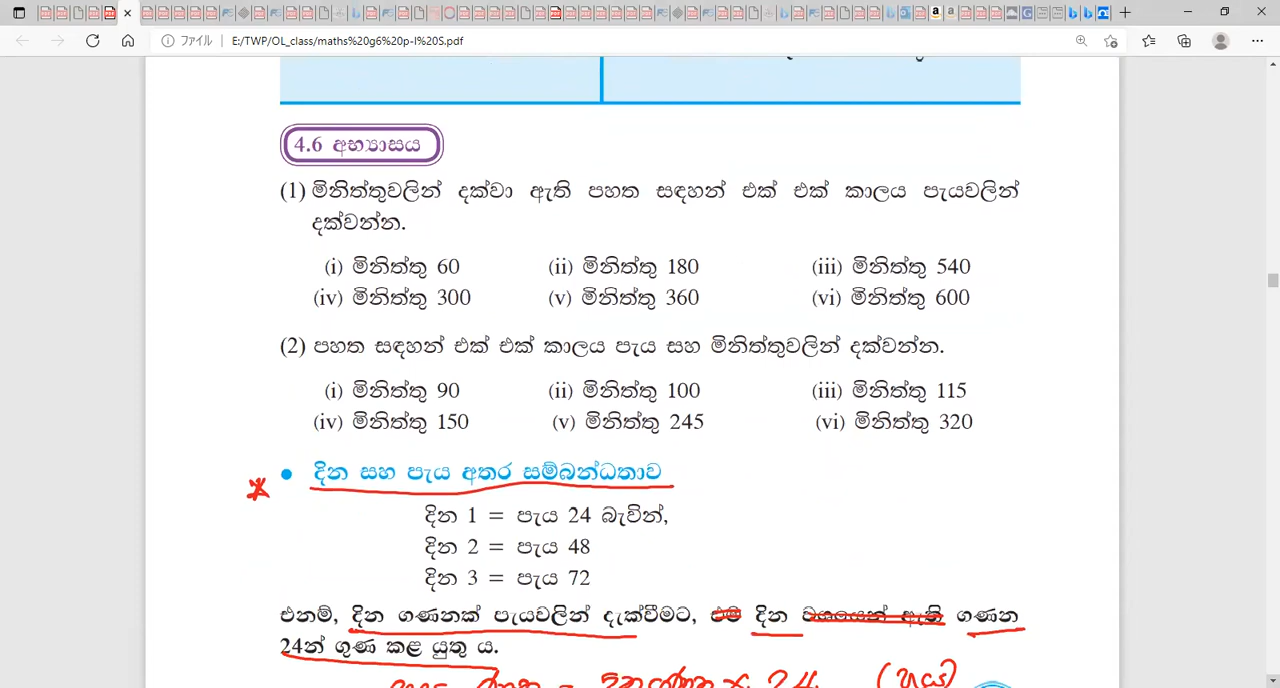 ファイル E:/TWP/OL_class/maths%20g6%20p-I%20S.pdf
4.6 අභ්‍යාසය
(1) මිනිත්තුවලින් දක්වා ඇති පහත සඳහන් එක් එක් කාලය පැයවලින්
දක්වන්න.
(i) මිනිත්තු 60 (ii) මිනිත්තු 180 (iii) මිනිත්තු 540
(iv) මිනිත්තු 300 (v) මිනිත්තු 360 (vi) මිනිත්තු 600
(2) පහත සඳහන් එක් එක් කාලය පැය සහ මිනිත්තුවලින් දක්වන්න.
(i) මිනිත්තු 90 (ii) මිනිත්තු 100 (iii) මිනිත්තු 115
(iv) මිනිත්තු 150 (v) මිනිත්තු 245 (vi) මිනිත්තු 320
• දින සහ පැය අතර සම්බන්ධතාව
දින 1 = පැය 24 බැවින්,
දින 2 = පැය 48
දින 3 = පැය 72
එනම්, දින ගණනක් පැයවලින් දැක්වීමට, එම දින වශයෙන් ඇති ගණන
24න් ගුණ කළ යුතු ය.